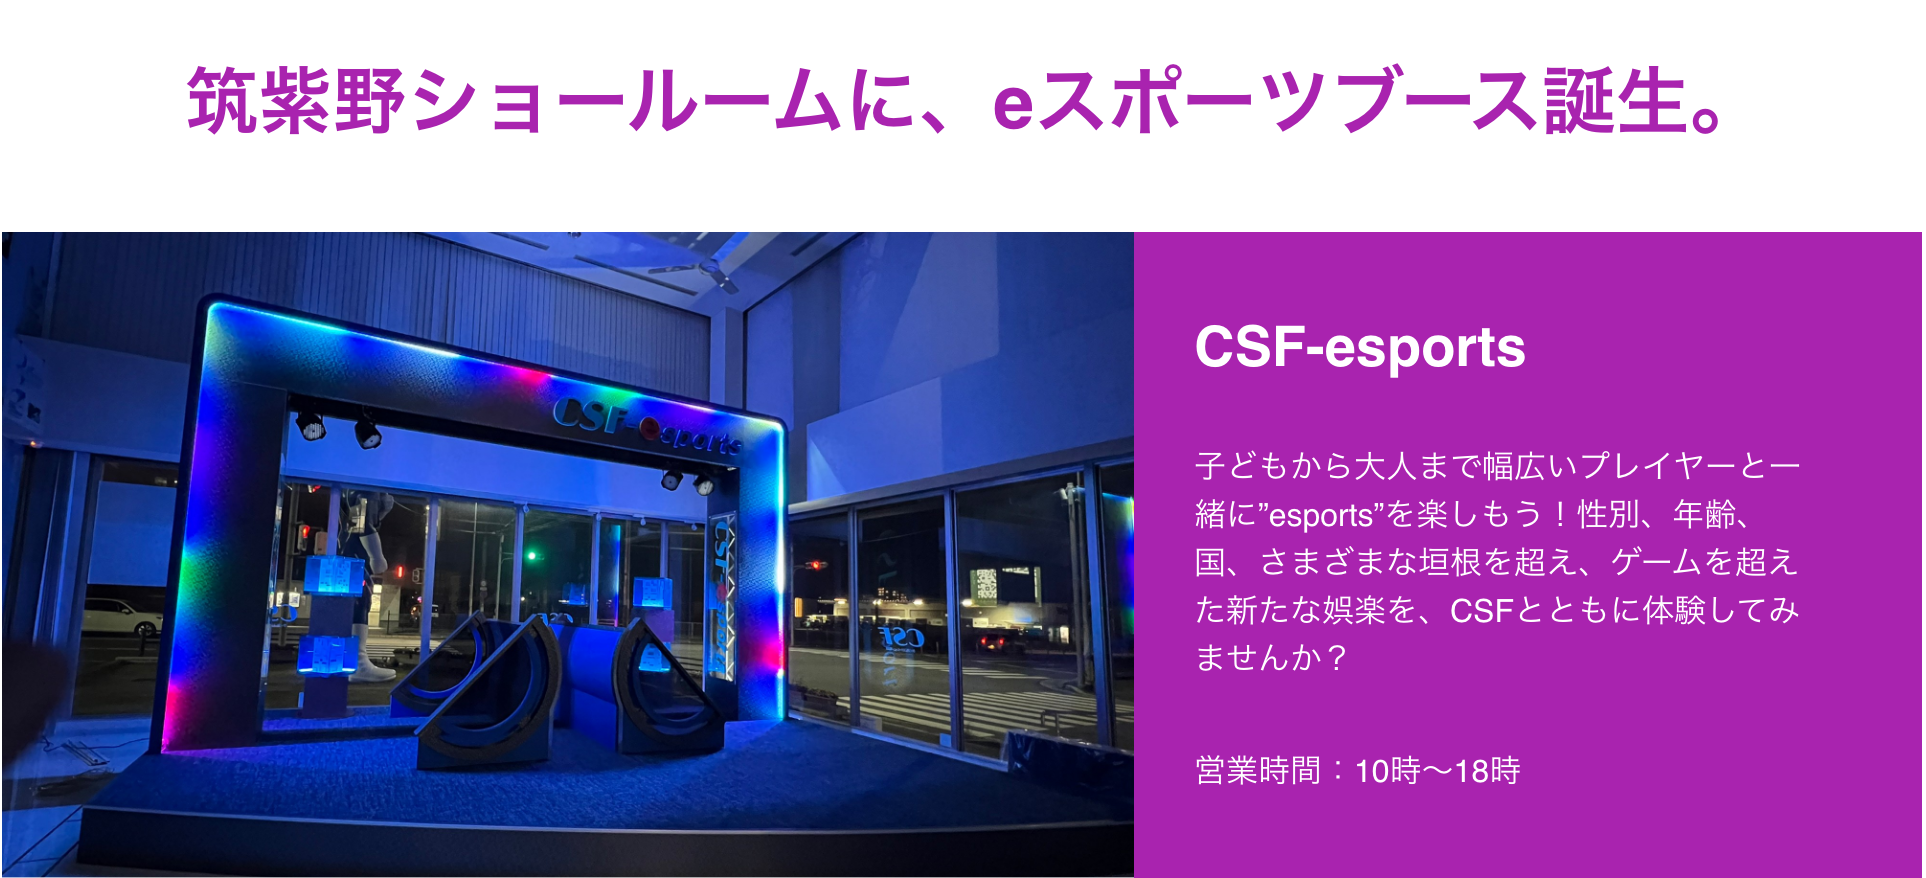 筑紫野ショールームに、eスポーツブース誕生。
CSF-esports
CSF-esports
子どもから大人まで幅広いプレイヤーと一
緒に”esports”を楽しもう！性別、年齢、
国、さまざまな垣根を超え、ゲームを超え
た新たな娯楽を、CSFとともに体験してみ
ませんか？
営業時間：10時〜18時